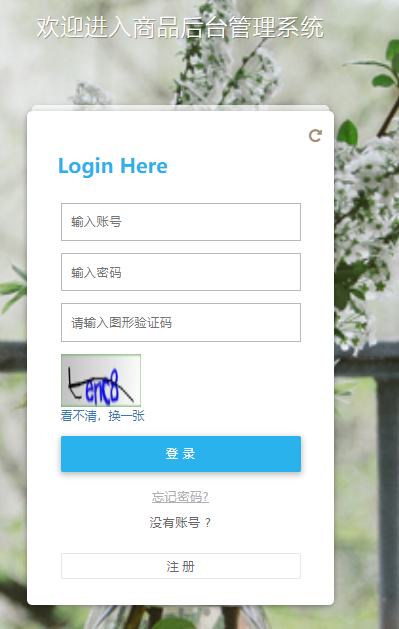 欢迎进入商品后台管理系统
Login Here
输入账号
输入密码
请输入图形验证码
enc8
看不清，换一张
登 录
忘记密码?
没有账号 ?
注 册